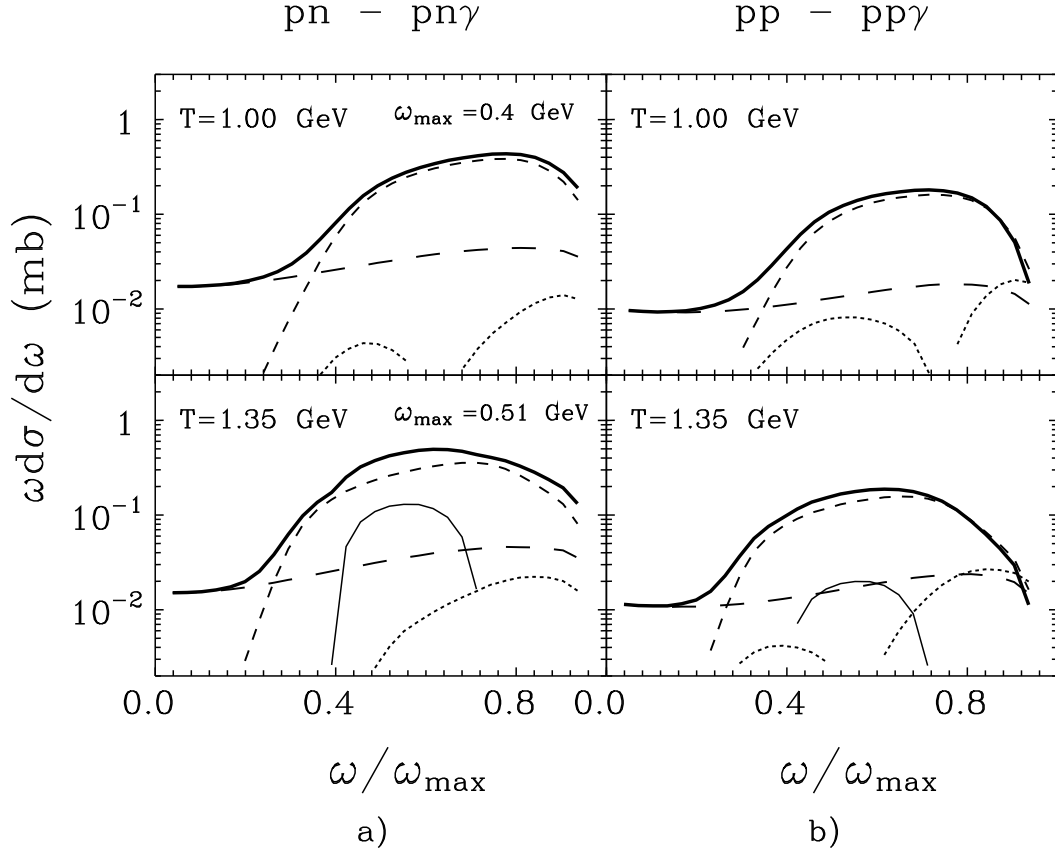 pn − pnγ pp − ppγ
T=1.00 GeV ω_max =0.4 GeV T=1.00 GeV
1
10⁻¹
10⁻²
ωdσ/dω (mb)
T=1.35 GeV ω_max =0.51 GeV T=1.35 GeV
1
10⁻¹
10⁻²
0.0 0.4 0.8 0.0 0.4 0.8
ω/ω_max ω/ω_max
a) b)